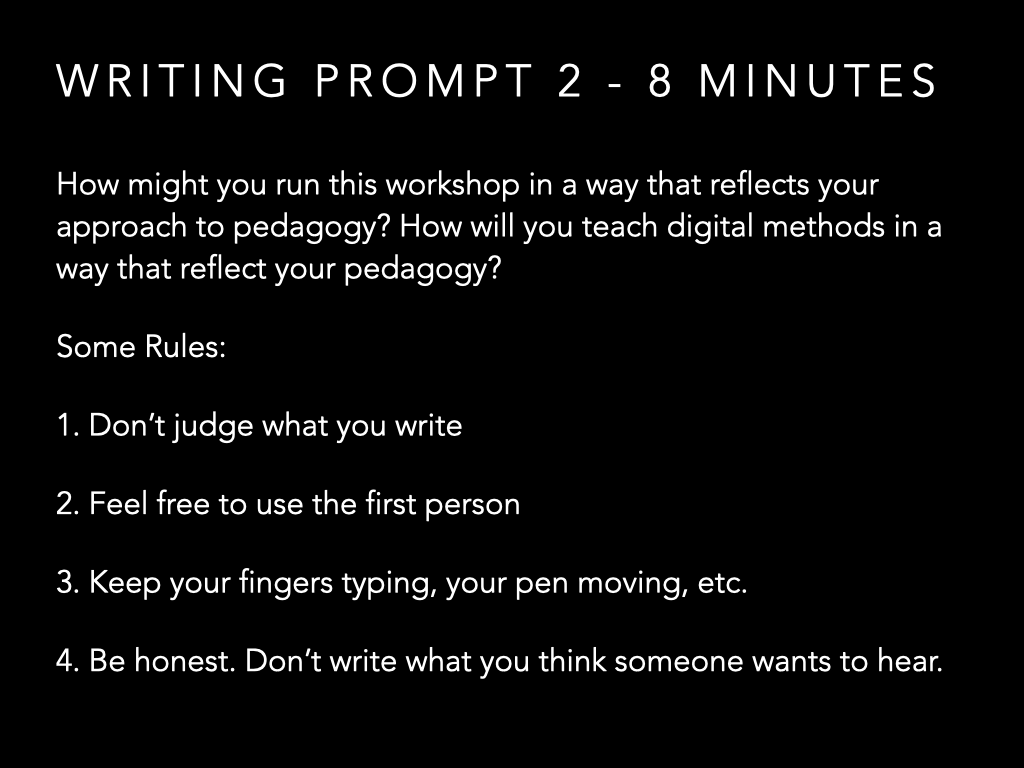 WRITING PROMPT 2 - 8 MINUTES
How might you run this workshop in a way that reflects your
approach to pedagogy? How will you teach digital methods in a
way that reflect your pedagogy?
Some Rules:
1. Don’t judge what you write
2. Feel free to use the first person
3. Keep your fingers typing, your pen moving, etc.
4. Be honest. Don’t write what you think someone wants to hear.